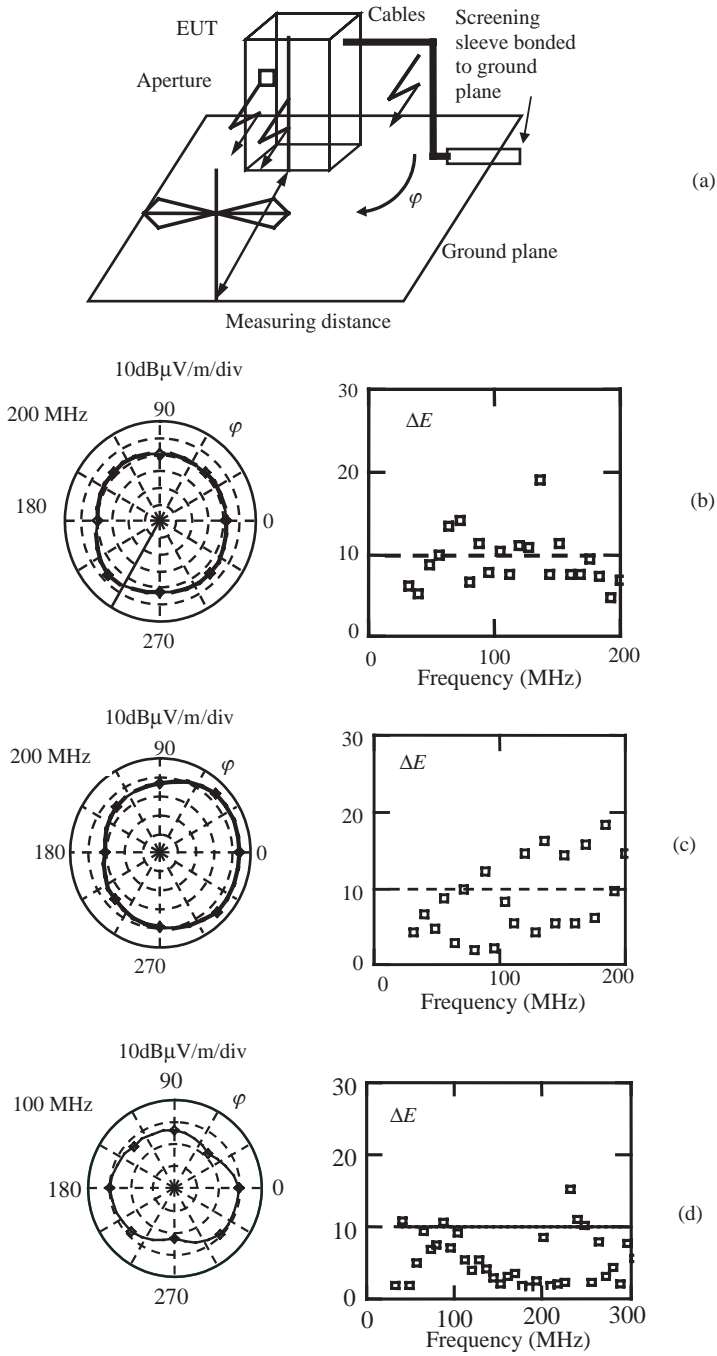 Cables
Screening
sleeve bonded
to ground
plane
EUT
Aperture
φ
(a)
Ground plane
Measuring distance
10dBμV/m/div
200 MHz
90
φ
180
0
270
30
ΔE
20
10
0
0
100
200
Frequency (MHz)
(b)
10dBμV/m/div
200 MHz
90
φ
180
0
270
30
ΔE
20
10
0
0
100
200
Frequency (MHz)
(c)
10dBμV/m/div
100 MHz
90
φ
180
0
270
30
ΔE
20
10
0
0
100
200
300
Frequency (MHz)
(d)